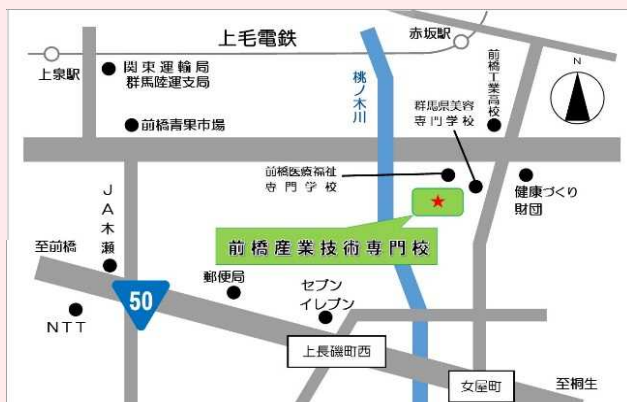 上毛電鉄
赤坂駅
上泉駅
関東運輸局
群馬陸運支局
前橋青果市場
桃ノ木川
前橋工業高校
群馬県美容
専門学校
N
前橋医療福祉
専門学校
健康づくり
財団
★
前橋産業技術専門校
JA木瀬
至前橋
50
郵便局
セブン
イレブン
NTT
上長磯町西
女屋町
至桐生